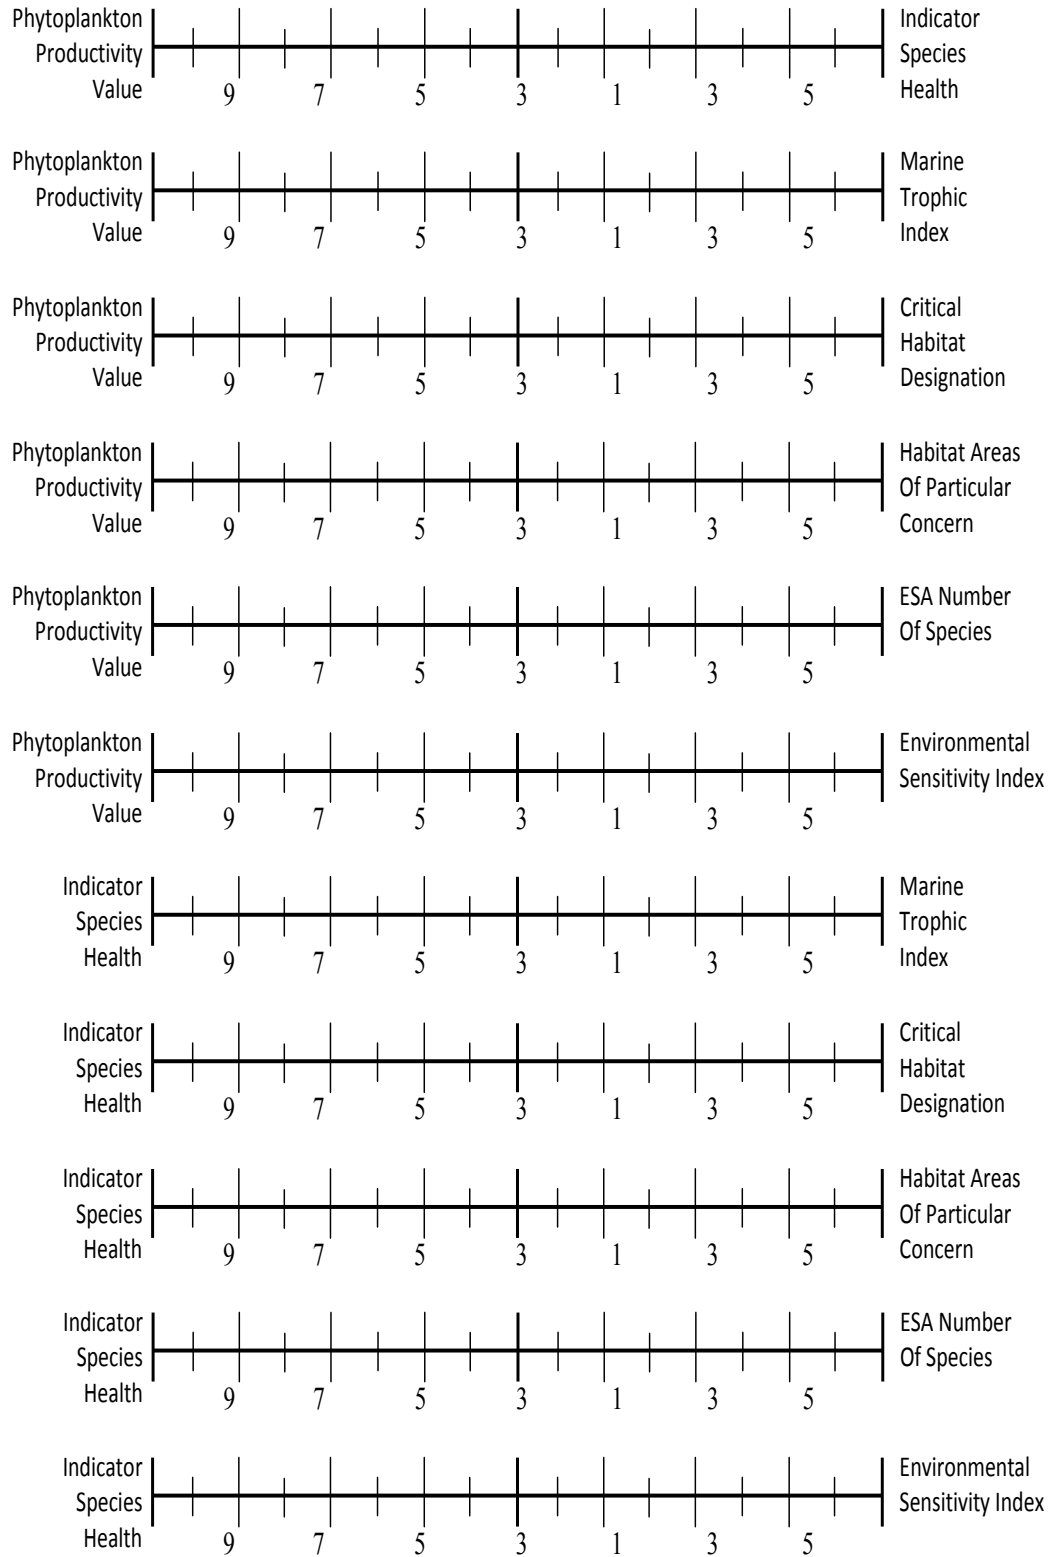 Phytoplankton
Productivity
Value
9 7 5 3 1 3 5
Indicator
Species
Health
Phytoplankton
Productivity
Value
9 7 5 3 1 3 5
Marine
Trophic
Index
Phytoplankton
Productivity
Value
9 7 5 3 1 3 5
Critical
Habitat
Designation
Phytoplankton
Productivity
Value
9 7 5 3 1 3 5
Habitat Areas
Of Particular
Concern
Phytoplankton
Productivity
Value
9 7 5 3 1 3 5
ESA Number
Of Species
Phytoplankton
Productivity
Value
9 7 5 3 1 3 5
Environmental
Sensitivity Index
Indicator
Species
Health
9 7 5 3 1 3 5
Marine
Trophic
Index
Indicator
Species
Health
9 7 5 3 1 3 5
Critical
Habitat
Designation
Indicator
Species
Health
9 7 5 3 1 3 5
Habitat Areas
Of Particular
Concern
Indicator
Species
Health
9 7 5 3 1 3 5
ESA Number
Of Species
Indicator
Species
Health
9 7 5 3 1 3 5
Environmental
Sensitivity Index